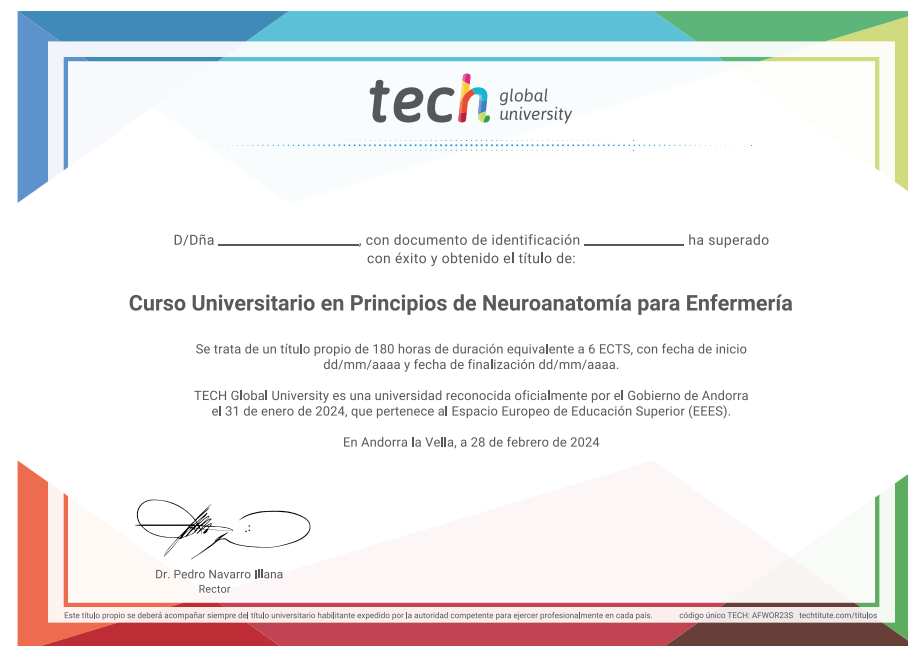 tech global university
D/Dña ____________________, con documento de identificación ______________ ha superado
con éxito y obtenido el título de:
Curso Universitario en Principios de Neuroanatomía para Enfermería
Se trata de un título propio de 180 horas de duración equivalente a 6 ECTS, con fecha de inicio
dd/mm/aaaa y fecha de finalización dd/mm/aaaa.
TECH Global University es una universidad reconocida oficialmente por el Gobierno de Andorra
el 31 de enero de 2024, que pertenece al Espacio Europeo de Educación Superior (EEES).
En Andorra la Vella, a 28 de febrero de 2024
Dr. Pedro Navarro Illana
Rector
Este título propio se deberá acompañar siempre del título universitario habilitante expedido por la autoridad competente para ejercer profesionalmente en cada país. código único TECH: AFWOR23S techtitute.com/titulos